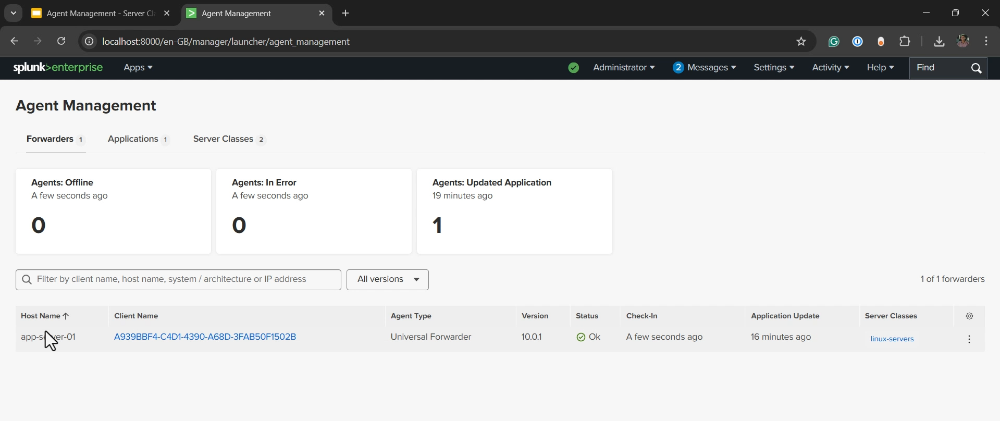 Agent Management - Server Cl
Agent Management
localhost:8000/en-GB/manager/launcher/agent_management
splunk>enterprise
Apps
Administrator
2 Messages
Settings
Activity
Help
Find
Agent Management
Forwarders 1
Applications 1
Server Classes 2
Agents: Offline
A few seconds ago
0
Agents: In Error
A few seconds ago
0
Agents: Updated Application
19 minutes ago
1
Filter by client name, host name, system / architecture or IP address
All versions
1 of 1 forwarders
Host Name Client Name Agent Type Version Status Check-In Application Update Server Classes
app-server-01 A939BBF4-C4D1-4390-A68D-3FAB50F1502B Universal Forwarder 10.0.1 Ok A few seconds ago 16 minutes ago linux-servers